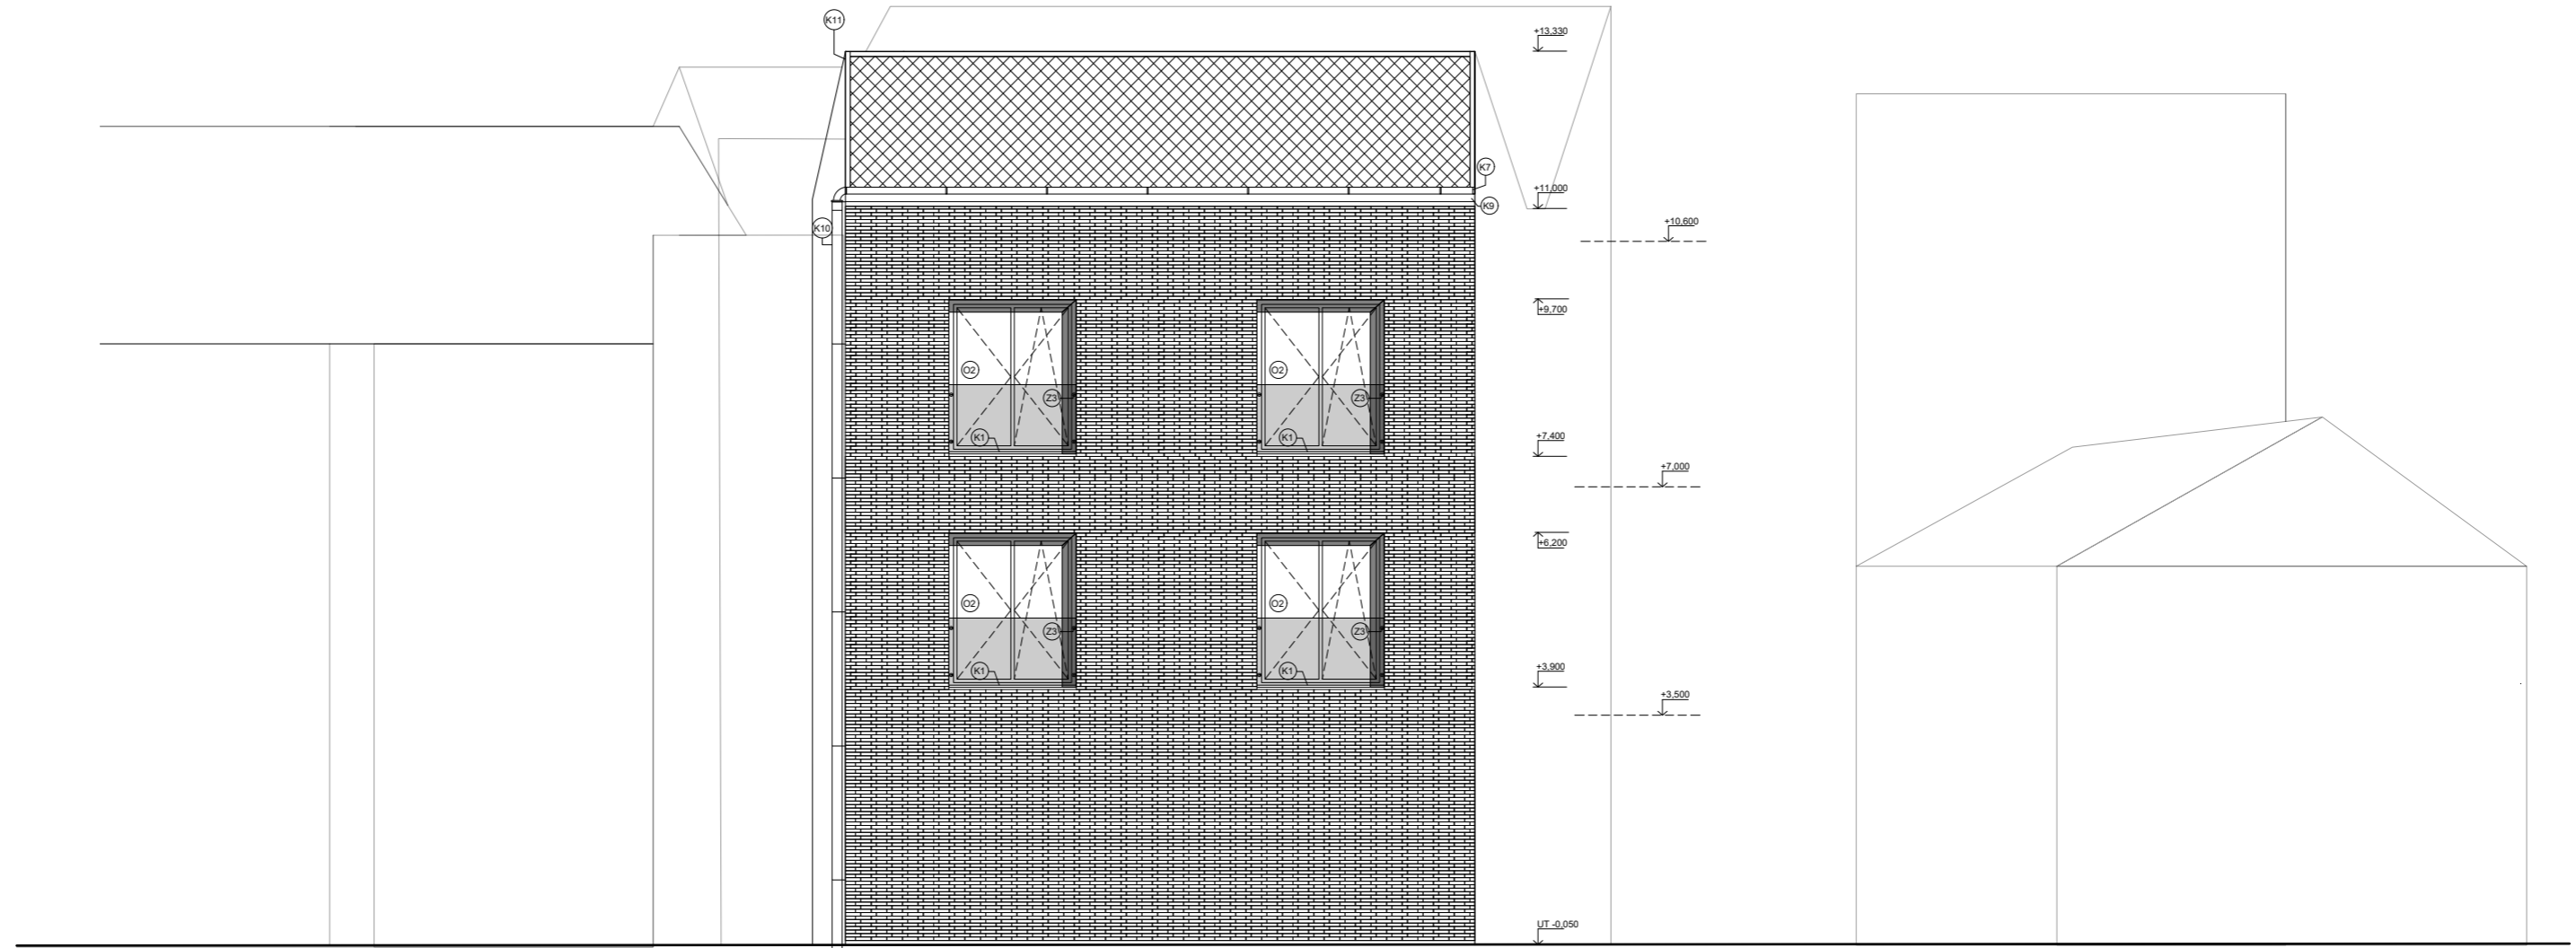 K11
+13,330
K7
+11,000
K9
+10,600
K10
+9,700
O2
O2
Z3
Z3
K1
K1
+7,400
+7,000
+6,200
O2
O2
Z3
Z3
K1
K1
+3,900
+3,500
UT -0,050